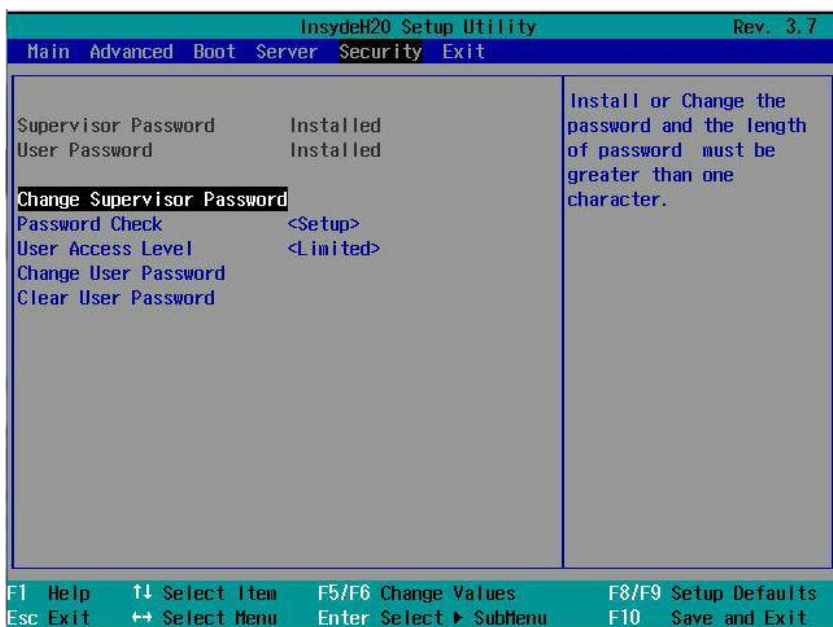 InsydeH20 Setup Utility Rev. 3.7
Main Advanced Boot Server Security Exit
Supervisor Password Installed
User Password Installed
Change Supervisor Password
Password Check <Setup>
User Access Level <Limited>
Change User Password
Clear User Password
Install or Change the
password and the length
of password must be
greater than one
character.
F1 Help ↑↓ Select Item F5/F6 Change Values F8/F9 Setup Defaults
Esc Exit ↔ Select Menu Enter Select ▶ SubMenu F10 Save and Exit